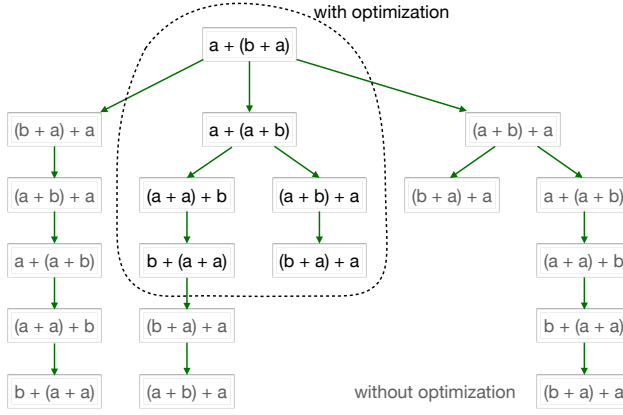 with optimization
a + (b + a)
(b + a) + a
a + (a + b)
(a + b) + a
(a + b) + a
(a + a) + b
(a + b) + a
(b + a) + a
a + (a + b)
a + (a + b)
b + (a + a)
(b + a) + a
(a + a) + b
(a + a) + b
(b + a) + a
b + (a + a)
b + (a + a)
(a + b) + a
without optimization
(b + a) + a